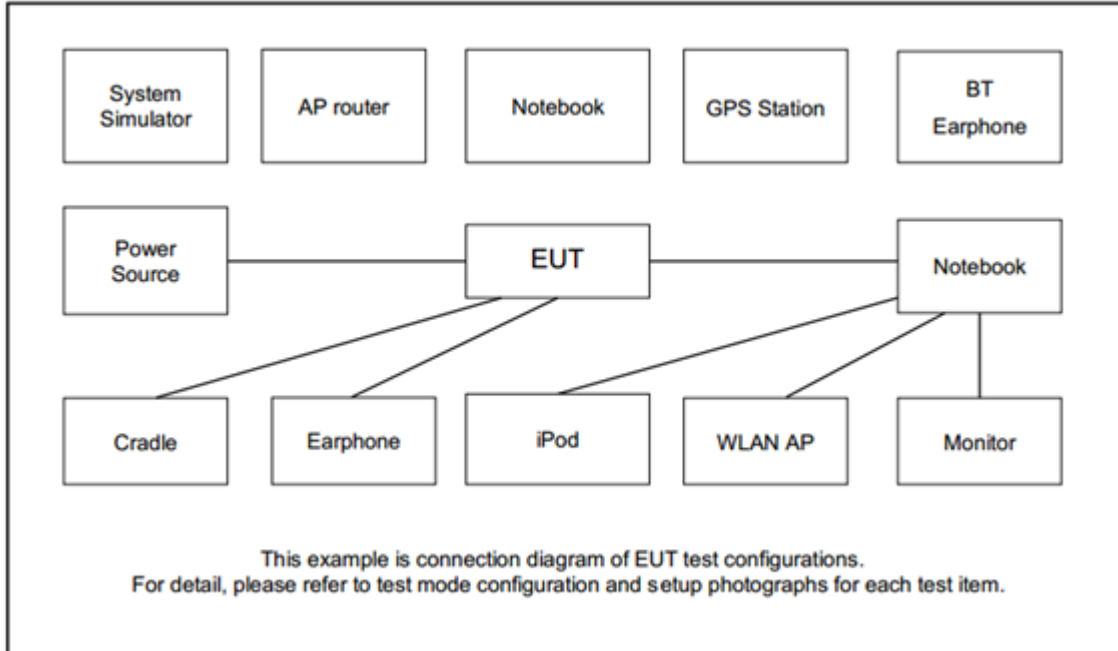 System
Simulator
AP router
Notebook
GPS Station
BT
Earphone
Power
Source
EUT
Notebook
Cradle
Earphone
iPod
WLAN AP
Monitor
This example is connection diagram of EUT test configurations.
For detail, please refer to test mode configuration and setup photographs for each test item.